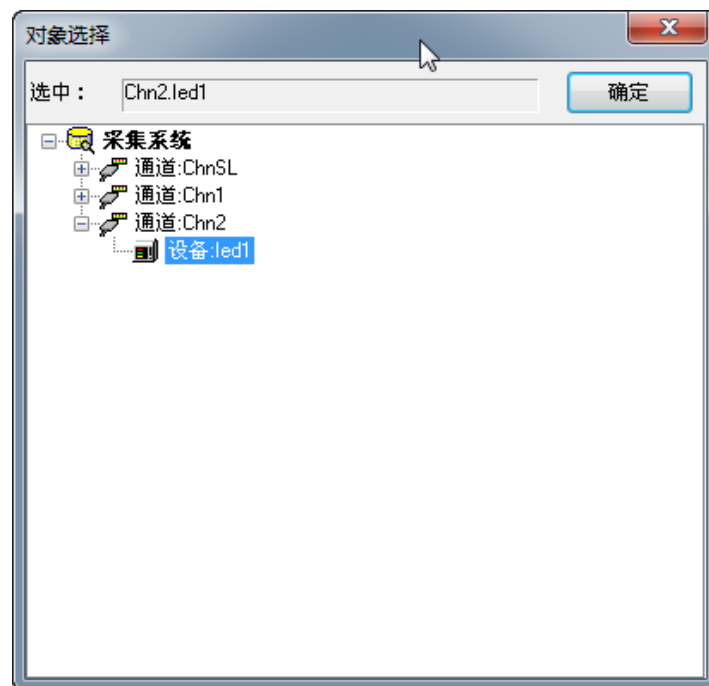 对象选择
选中： Chn2.led1 确定
采集系统
通道:ChnSL
通道:Chn1
通道:Chn2
设备:led1